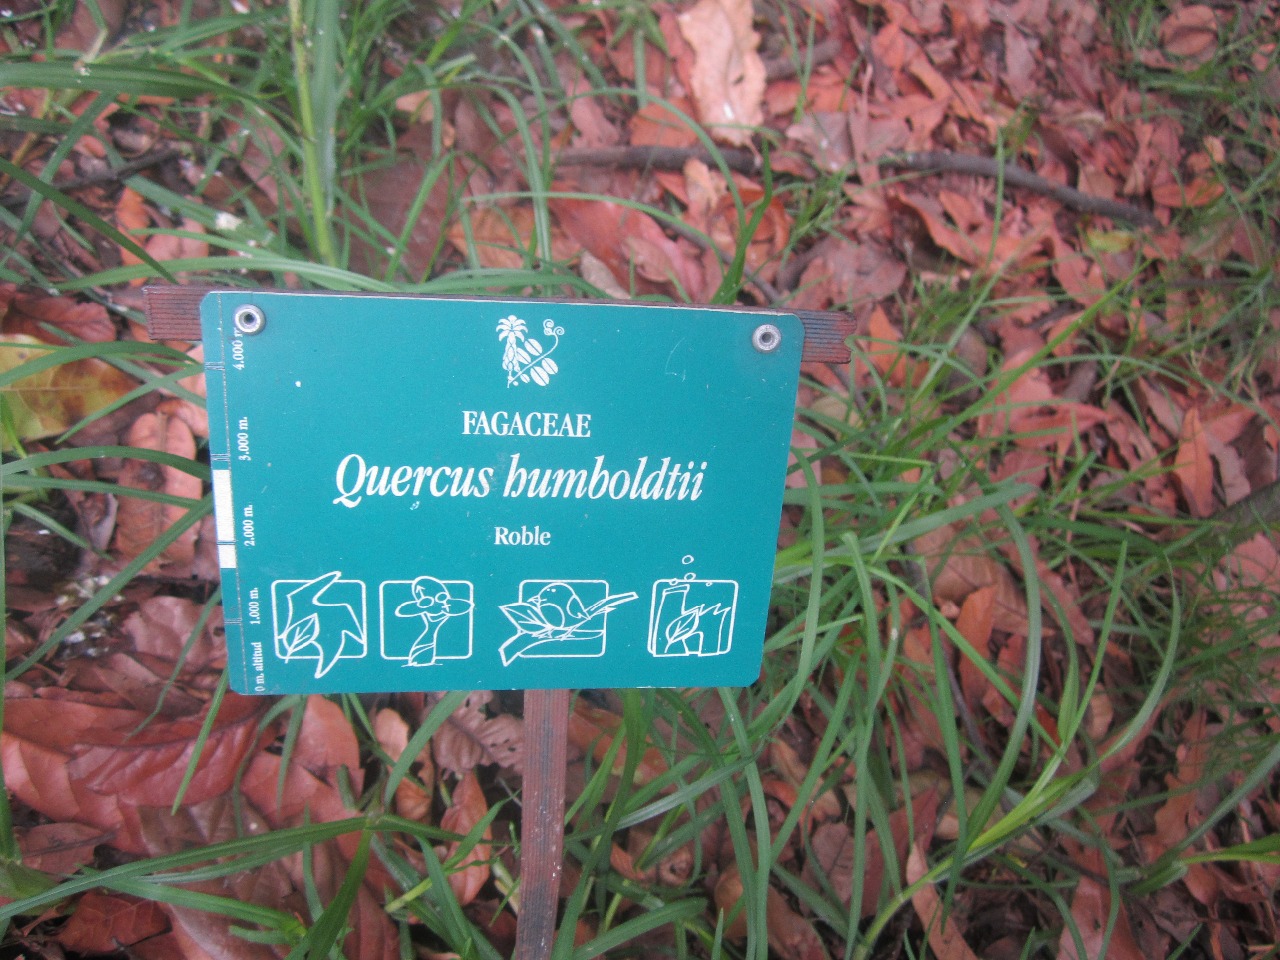 FAGACEAE
Quercus humboldtii
Roble
4.000 m
3.000 m.
2.000 m.
1.000 m.
0 m. altitud